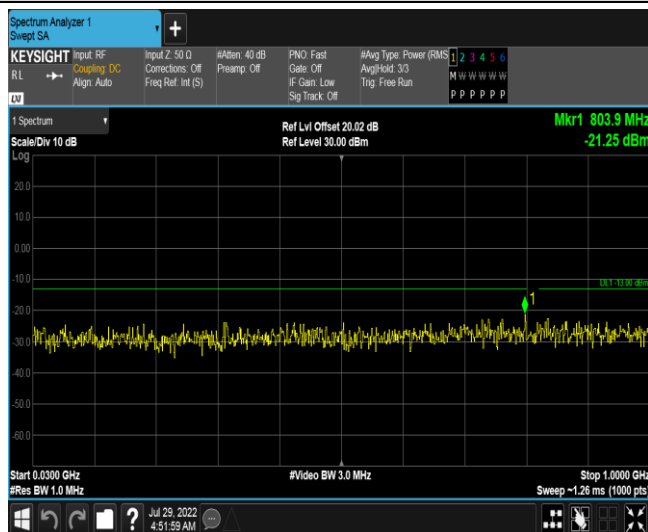 Spectrum Analyzer 1
Swept SA
KEYSIGHT
RL
Input: RF
Coupling: DC
Align: Auto
Input Z: 50 Ω
Corrections: Off
Freq Ref: Int (S)
#Atten: 40 dB
Preamp: Off
PNO: Fast
Gate: Off
IF Gain: Low
Sig Track: Off
#Avg Type: Power (RMS
Avg|Hold: 3/3
Trig: Free Run
1 2 3 4 5 6
M W W W W W
P P P P P P
LXI
1 Spectrum
Scale/Div 10 dB
Ref Lvl Offset 20.02 dB
Ref Level 30.00 dBm
Mkr1 803.9 MHz
-21.25 dBm
Log
20.0
10.0
0.00
-10.0
DL1 -13.00 dBm
1
-20.0
-30.0
-40.0
-50.0
-60.0
Start 0.0300 GHz
#Res BW 1.0 MHz
#Video BW 3.0 MHz
Stop 1.0000 GHz
Sweep ~1.26 ms (1000 pts)
?
Jul 29, 2022
4:51:59 AM